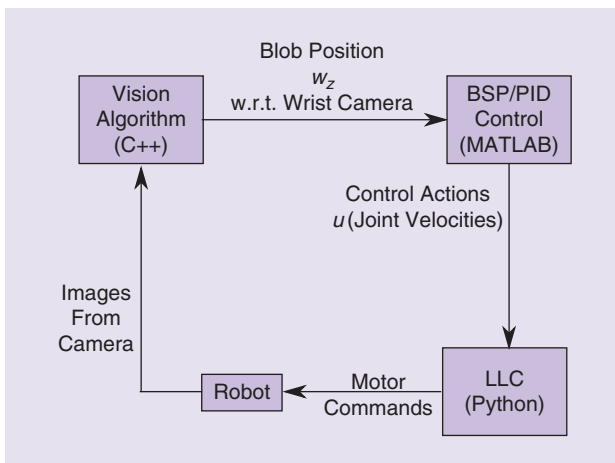 Blob Position
w_z
w.r.t. Wrist Camera
Vision
Algorithm
(C++)
BSP/PID
Control
(MATLAB)
Control Actions
u (Joint Velocities)
Images
From
Camera
Robot
Motor
Commands
LLC
(Python)